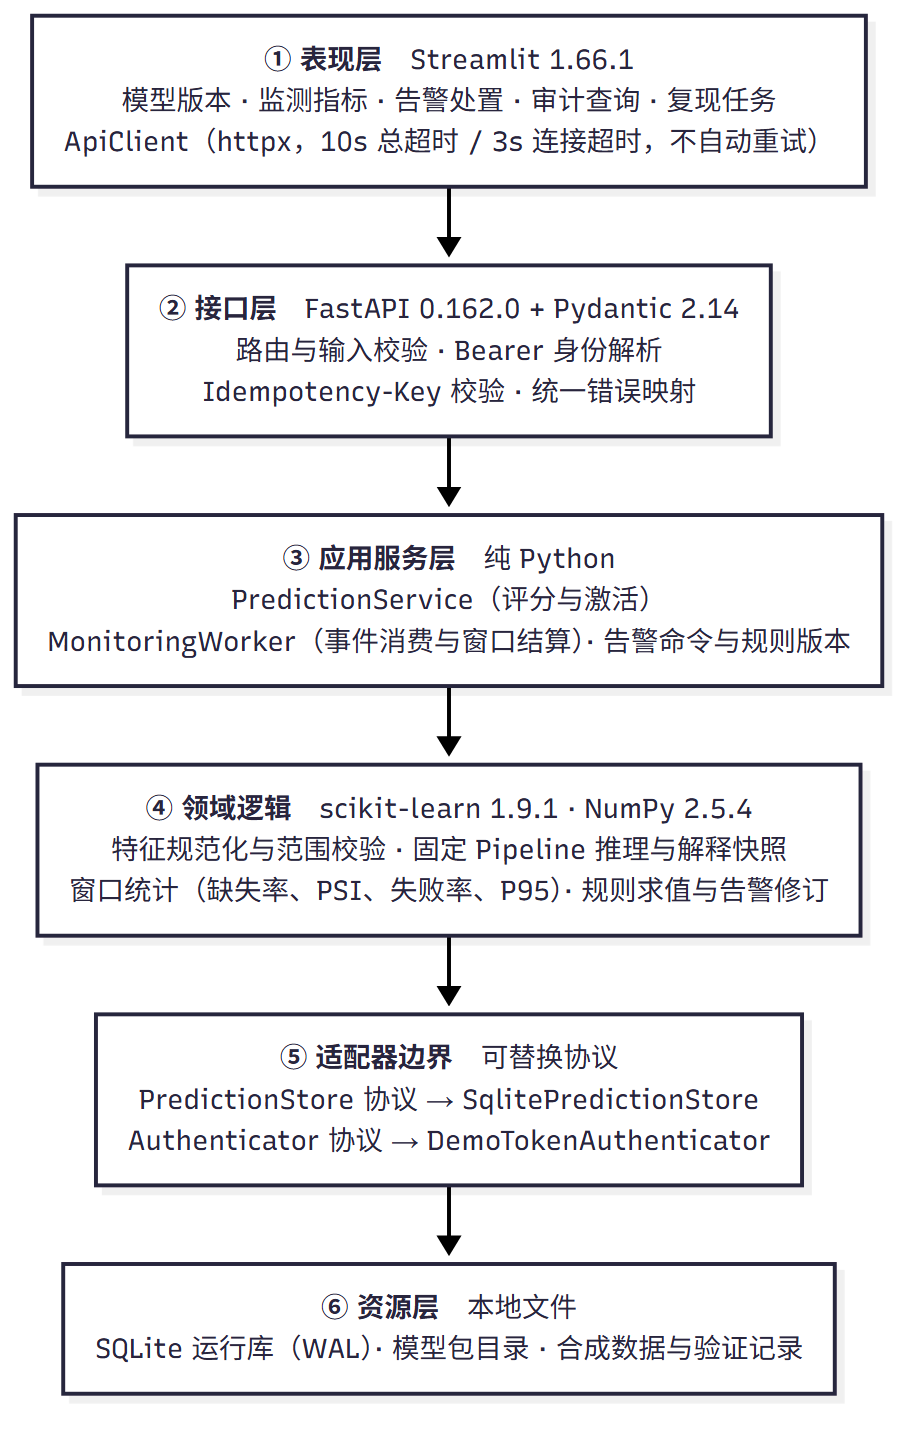 ① 表现层 Streamlit 1.66.1
模型版本 · 监测指标 · 告警处置 · 审计查询 · 复现任务
ApiClient（httpx，10s 总超时 / 3s 连接超时，不自动重试）
② 接口层 FastAPI 0.162.0 + Pydantic 2.14
路由与输入校验 · Bearer 身份解析
Idempotency-Key 校验 · 统一错误映射
③ 应用服务层 纯 Python
PredictionService（评分与激活）
MonitoringWorker（事件消费与窗口结算）· 告警命令与规则版本
④ 领域逻辑 scikit-learn 1.9.1 · NumPy 2.5.4
特征规范化与范围校验 · 固定 Pipeline 推理与解释快照
窗口统计（缺失率、PSI、失败率、P95）· 规则求值与告警修订
⑤ 适配器边界 可替换协议
PredictionStore 协议 → SqlitePredictionStore
Authenticator 协议 → DemoTokenAuthenticator
⑥ 资源层 本地文件
SQLite 运行库（WAL）· 模型包目录 · 合成数据与验证记录